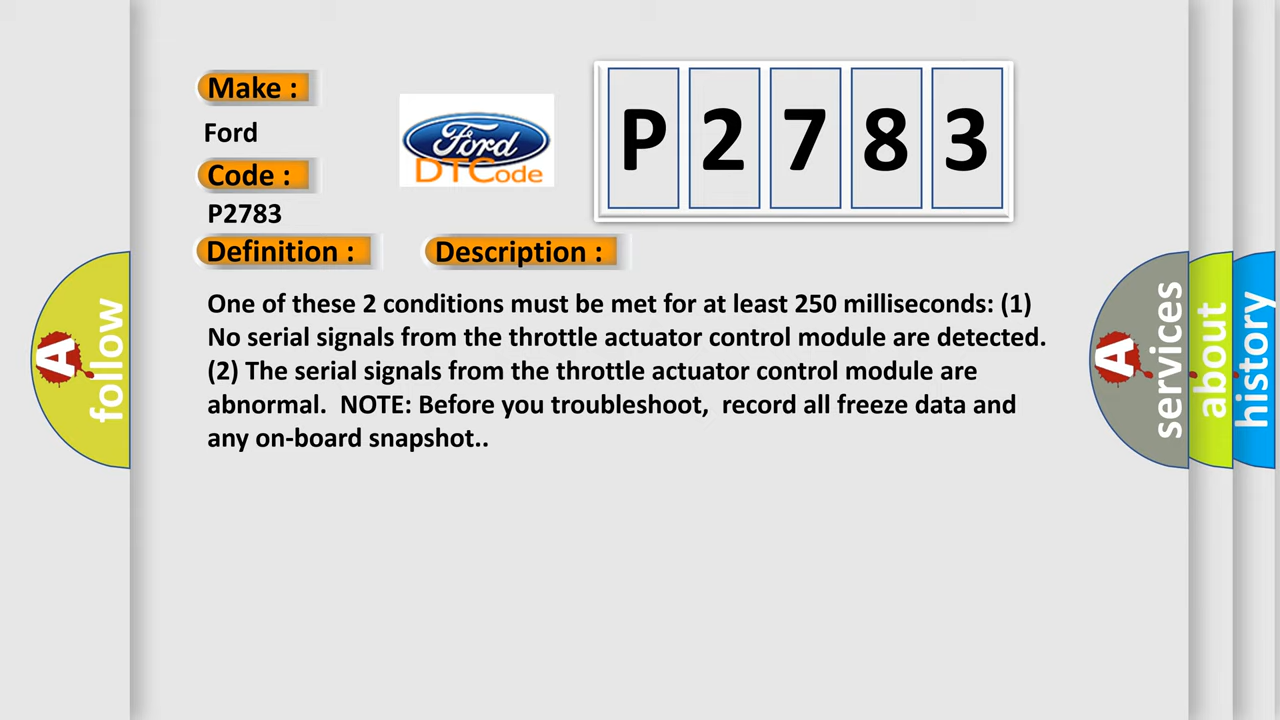 Make :
Ford
Code :
P2783
Ford
DTCode
P 2 7 8 3
Definition :
Description :
One of these 2 conditions must be met for at least 250 milliseconds: (1)
No serial signals from the throttle actuator control module are detected.
(2) The serial signals from the throttle actuator control module are
abnormal. NOTE: Before you troubleshoot, record all freeze data and
any on-board snapshot..
A follow
A services
about
history